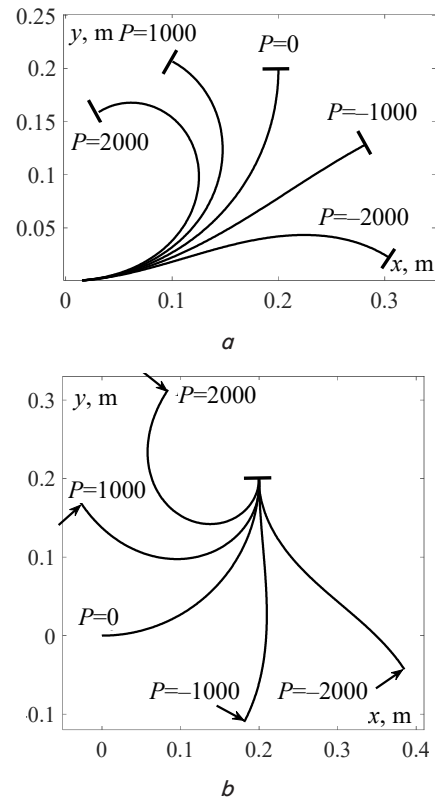 0.25
y, m P=1000
P=0
0.20
P=–1000
0.15
P=2000
0.1
P=–2000
0.05
x, m
0 0.1 0.2 0.3
a
0.3
y, m
P=2000
0.2
P=1000
0.1
P=0
0
P=–1000
P=–2000
-0.1
x, m
0 0.1 0.2 0.3 0.4
b